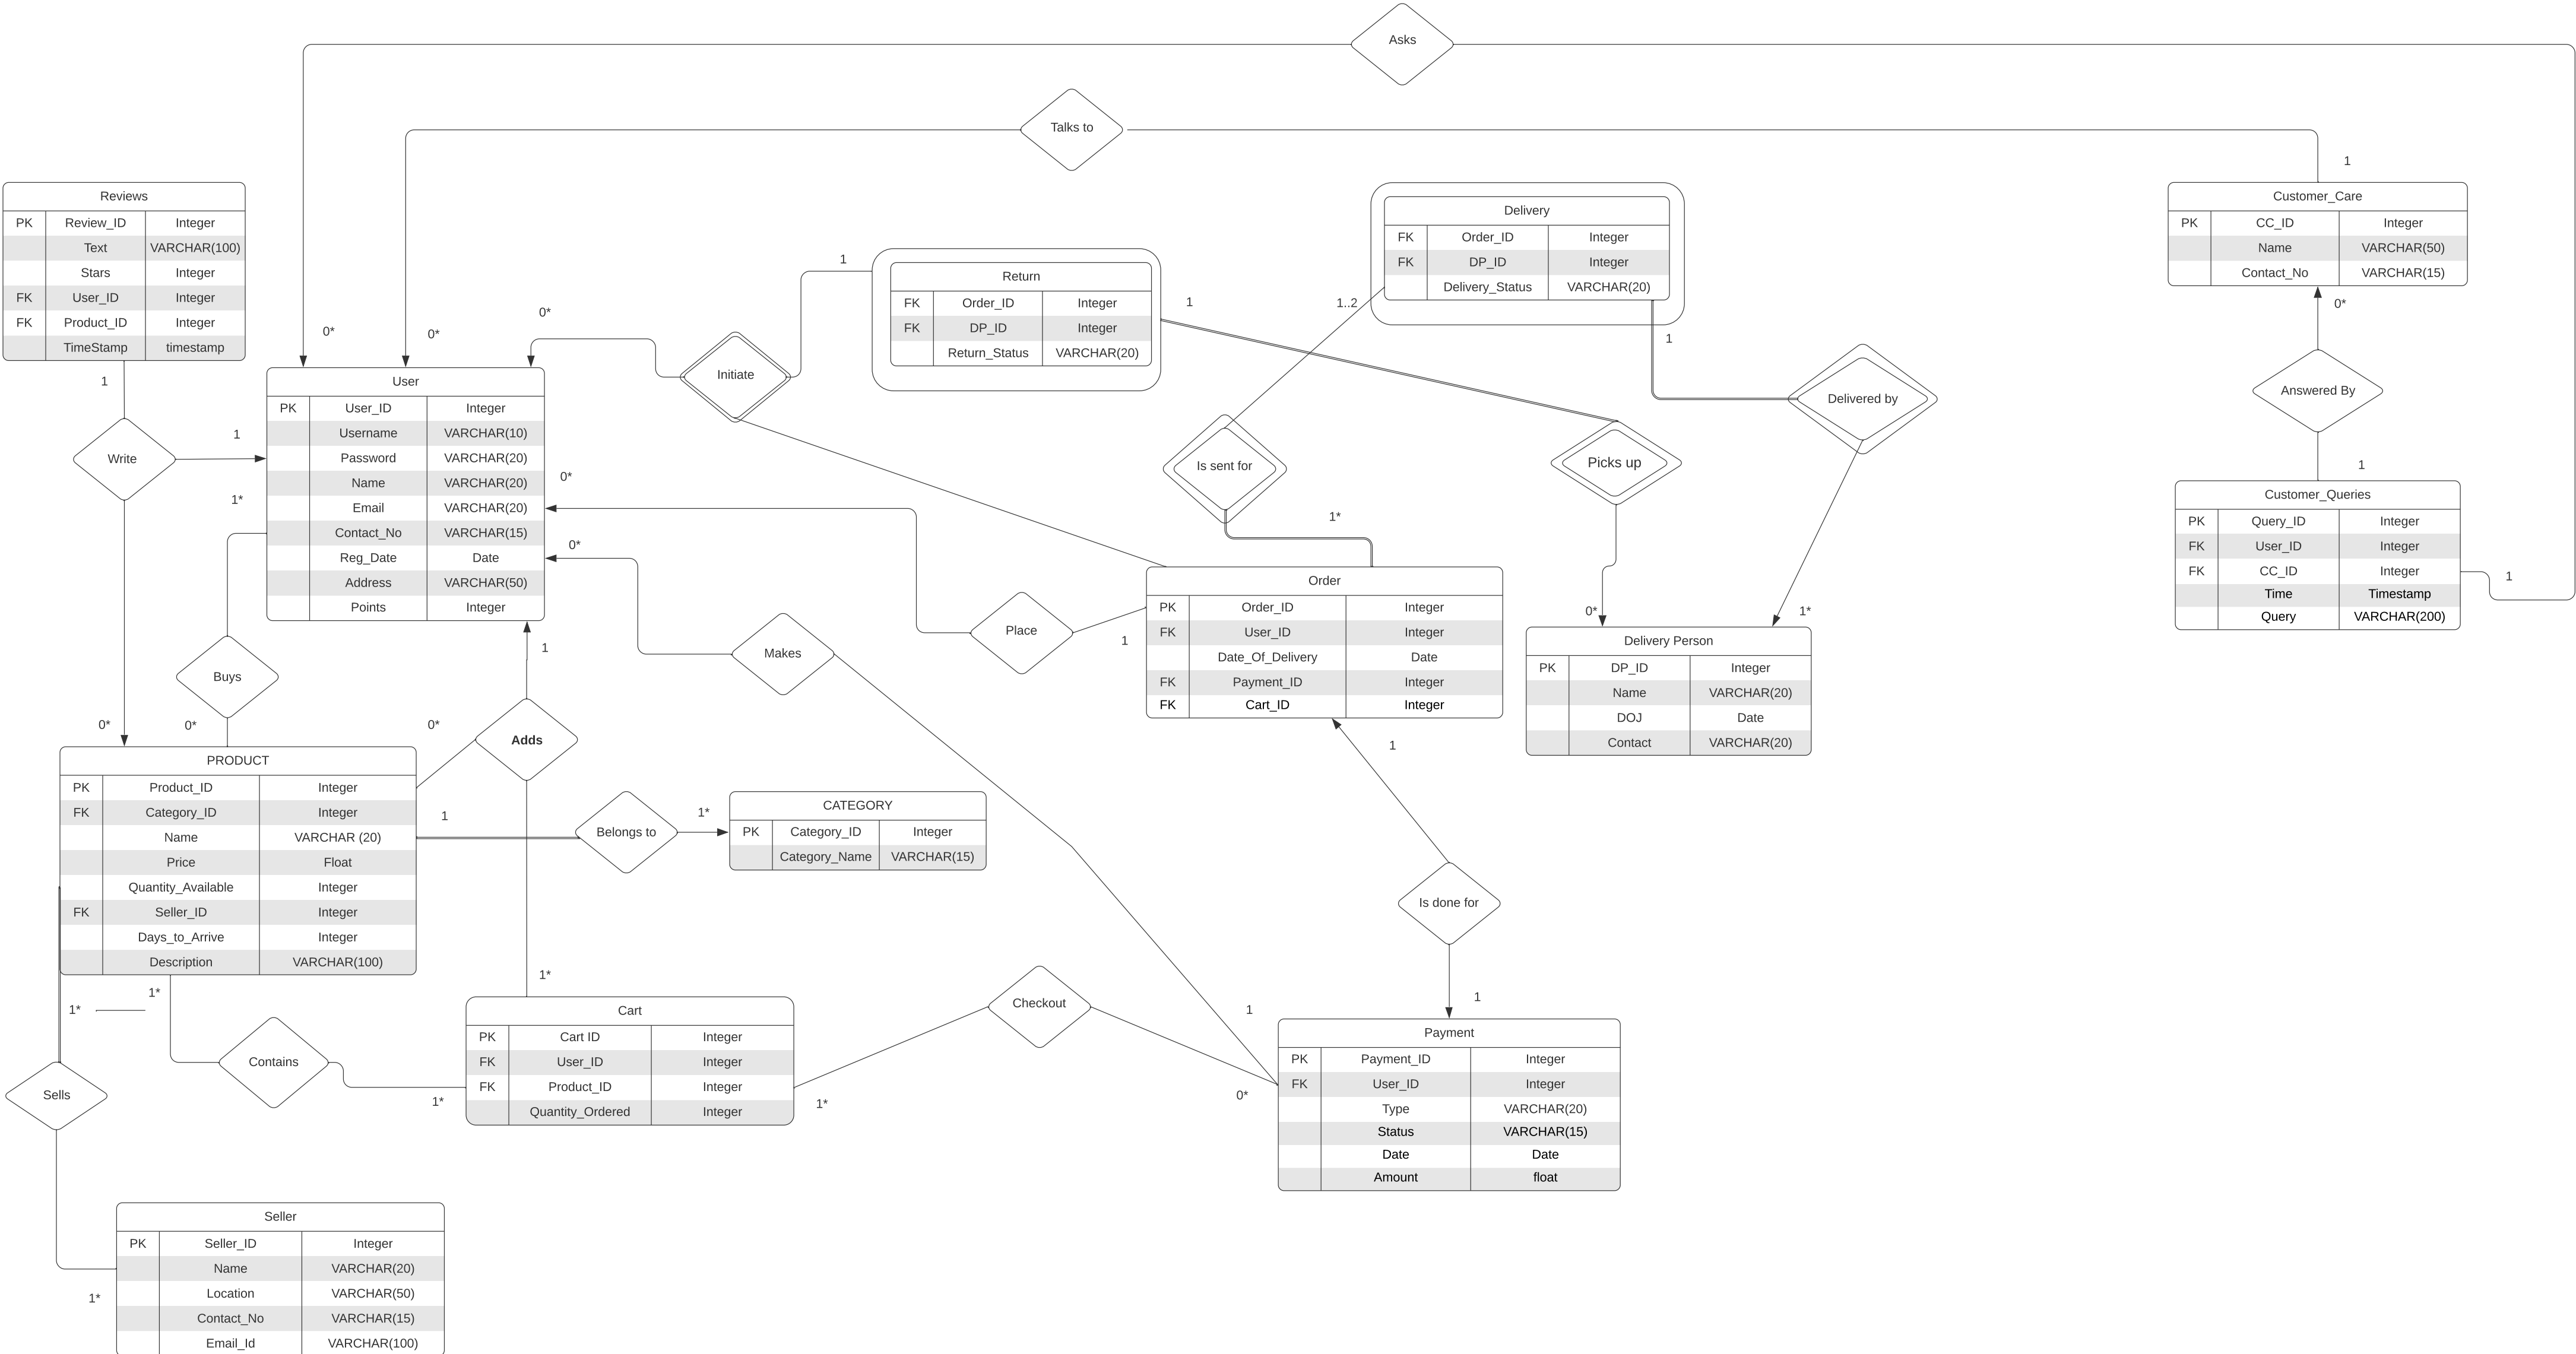 Asks
Talks to
1
Reviews
PK Review_ID Integer
Text VARCHAR(100)
Stars Integer
FK User_ID Integer
FK Product_ID Integer
TimeStamp timestamp
Delivery
FK Order_ID Integer
FK DP_ID Integer
Delivery_Status VARCHAR(20)
Customer_Care
PK CC_ID Integer
Name VARCHAR(50)
Contact_No VARCHAR(15)
1
Return
FK Order_ID Integer
FK DP_ID Integer
Return_Status VARCHAR(20)
1
1..2
0*
0*
0*
0*
1
1
1
Initiate
Delivered by
Answered By
User
PK User_ID Integer
Username VARCHAR(10)
Password VARCHAR(20)
Name VARCHAR(20)
Email VARCHAR(20)
Contact_No VARCHAR(15)
Reg_Date Date
Address VARCHAR(50)
Points Integer
Write
1
1*
0*
0*
Is sent for
Picks up
1*
1
Customer_Queries
PK Query_ID Integer
FK User_ID Integer
FK CC_ID Integer
Time Timestamp
Query VARCHAR(200)
1
Order
PK Order_ID Integer
FK User_ID Integer
Date_Of_Delivery Date
FK Payment_ID Integer
FK Cart_ID Integer
0*
1*
Place
1
Delivery Person
PK DP_ID Integer
Name VARCHAR(20)
DOJ Date
Contact VARCHAR(20)
1
Makes
Buys
0*
0*
0*
Adds
1
PRODUCT
PK Product_ID Integer
FK Category_ID Integer
Name VARCHAR (20)
Price Float
Quantity_Available Integer
FK Seller_ID Integer
Days_to_Arrive Integer
Description VARCHAR(100)
1
Belongs to
1*
CATEGORY
PK Category_ID Integer
Category_Name VARCHAR(15)
Is done for
1*
1*
1*
1
1
Cart
PK Cart ID Integer
FK User_ID Integer
FK Product_ID Integer
Quantity_Ordered Integer
Checkout
Payment
PK Payment_ID Integer
FK User_ID Integer
Type VARCHAR(20)
Status VARCHAR(15)
Date Date
Amount float
Contains
Sells
1*
1*
0*
Seller
PK Seller_ID Integer
Name VARCHAR(20)
Location VARCHAR(50)
Contact_No VARCHAR(15)
Email_Id VARCHAR(100)
1*